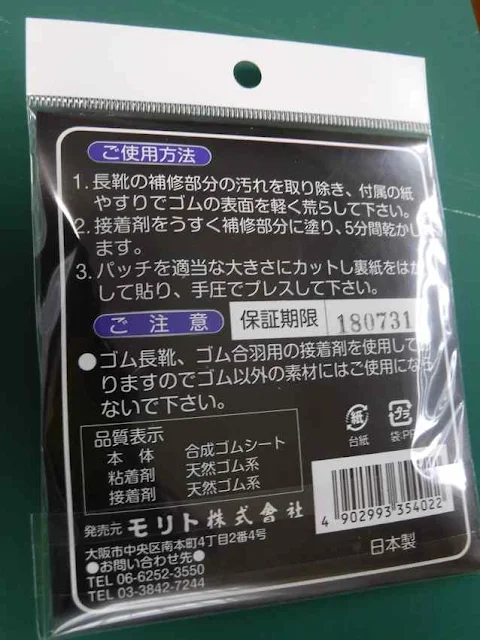 ご使用方法
1. 長靴の補修部分の汚れを取り除き、付属の紙
やすりでゴムの表面を軽く荒らして下さい。
2. 接着剤をうすく補修部分に塗り、5分間乾かし
ます。
3. パッチを適当な大きさにカットし裏紙をはが
して貼り、手圧でプレスして下さい。
ご注意
保証期限 180731
●ゴム長靴、ゴム合羽用の接着剤を使用して
りますのでゴム以外の素材にはご使用になら
ないで下さい。
品質表示
本体 合成ゴムシート
粘着剤 天然ゴム系
接着剤 天然ゴム系
紙
台紙
プラ
袋:PP
4 902993 354022
発売元 モリト株式會社
大阪市中央区南本町4丁目2番4号
●お問い合わせ先●
TEL 06-6252-3550
TEL 03-3842-7244
日本製